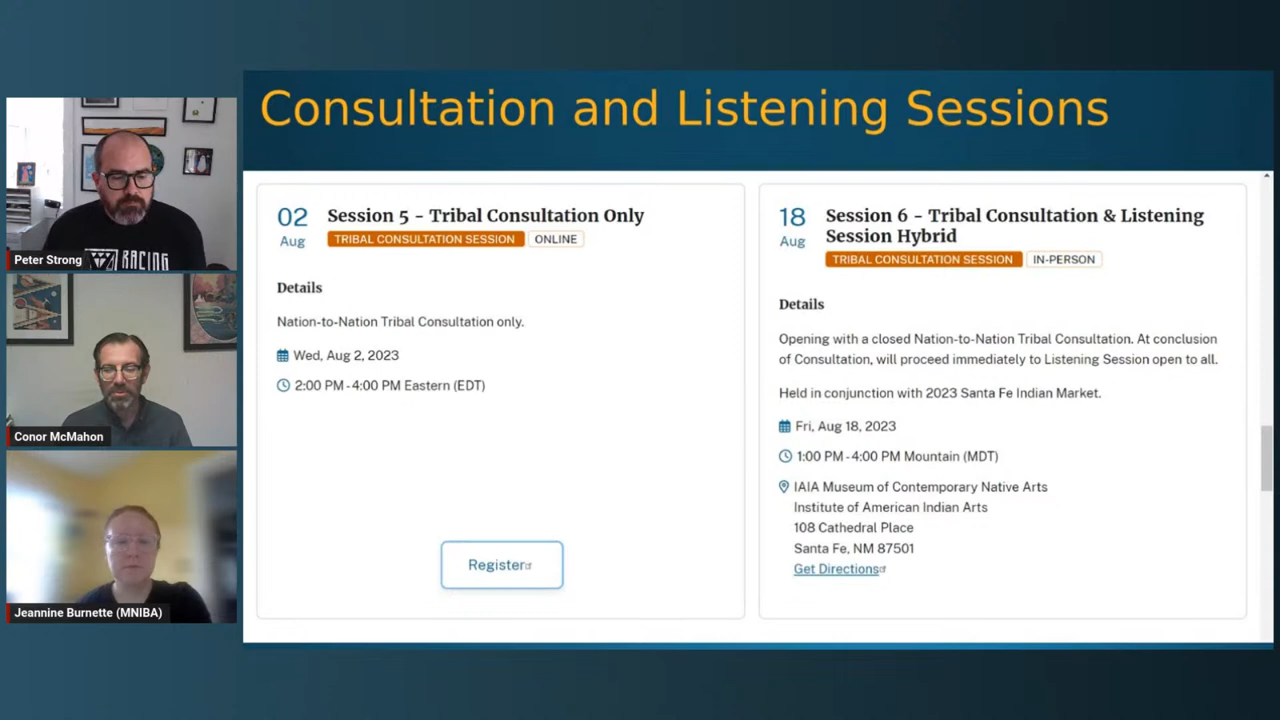 Consultation and Listening Sessions
Peter Strong
RACING
Conor McMahon
Jeannine Burnette (MNIBA)
02
Aug
Session 5 - Tribal Consultation Only
TRIBAL CONSULTATION SESSION
ONLINE
Details
Nation-to-Nation Tribal Consultation only.
Wed, Aug 2, 2023
2:00 PM - 4:00 PM Eastern (EDT)
Register
18
Aug
Session 6 - Tribal Consultation & Listening
Session Hybrid
TRIBAL CONSULTATION SESSION
IN-PERSON
Details
Opening with a closed Nation-to-Nation Tribal Consultation. At conclusion
of Consultation, will proceed immediately to Listening Session open to all.
Held in conjunction with 2023 Santa Fe Indian Market.
Fri, Aug 18, 2023
1:00 PM - 4:00 PM Mountain (MDT)
IAIA Museum of Contemporary Native Arts
Institute of American Indian Arts
108 Cathedral Place
Santa Fe, NM 87501
Get Directions